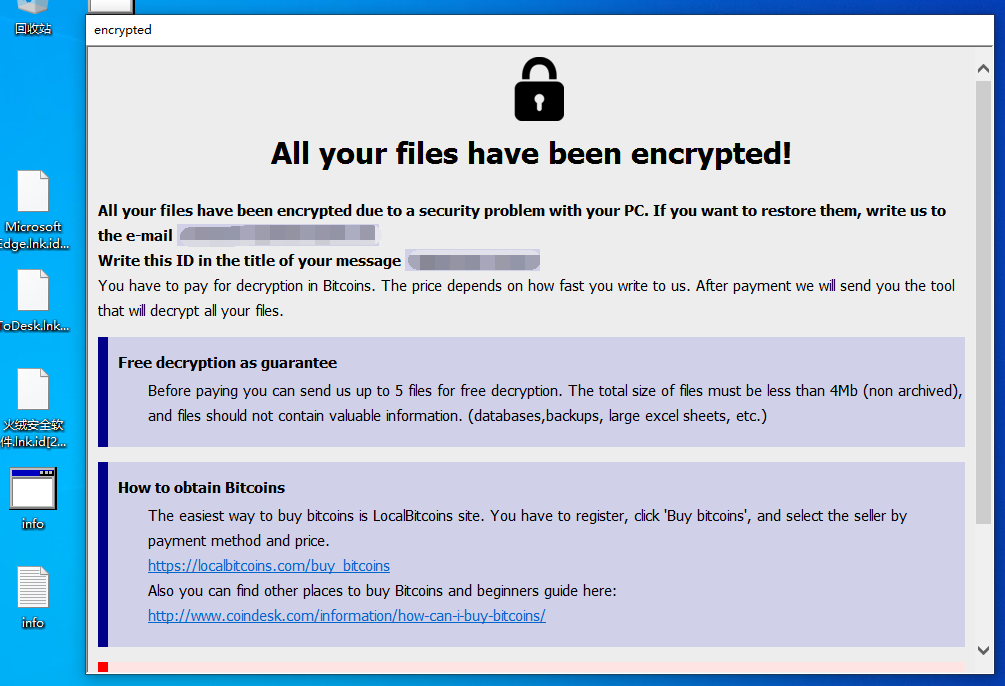 回收站
encrypted
All your files have been encrypted!
All your files have been encrypted due to a security problem with your PC. If you want to restore them, write us to
the e-mail
Write this ID in the title of your message
You have to pay for decryption in Bitcoins. The price depends on how fast you write to us. After payment we will send you the tool
that will decrypt all your files.
Free decryption as guarantee
Before paying you can send us up to 5 files for free decryption. The total size of files must be less than 4Mb (non archived),
and files should not contain valuable information. (databases,backups, large excel sheets, etc.)
How to obtain Bitcoins
The easiest way to buy bitcoins is LocalBitcoins site. You have to register, click 'Buy bitcoins', and select the seller by
payment method and price.
https://localbitcoins.com/buy_bitcoins
Also you can find other places to buy Bitcoins and beginners guide here:
http://www.coindesk.com/information/how-can-i-buy-bitcoins/
Microsoft
Edge.lnk.id...
ToDesk.lnk...
火绒安全软
件.lnk.id[2...
info
info